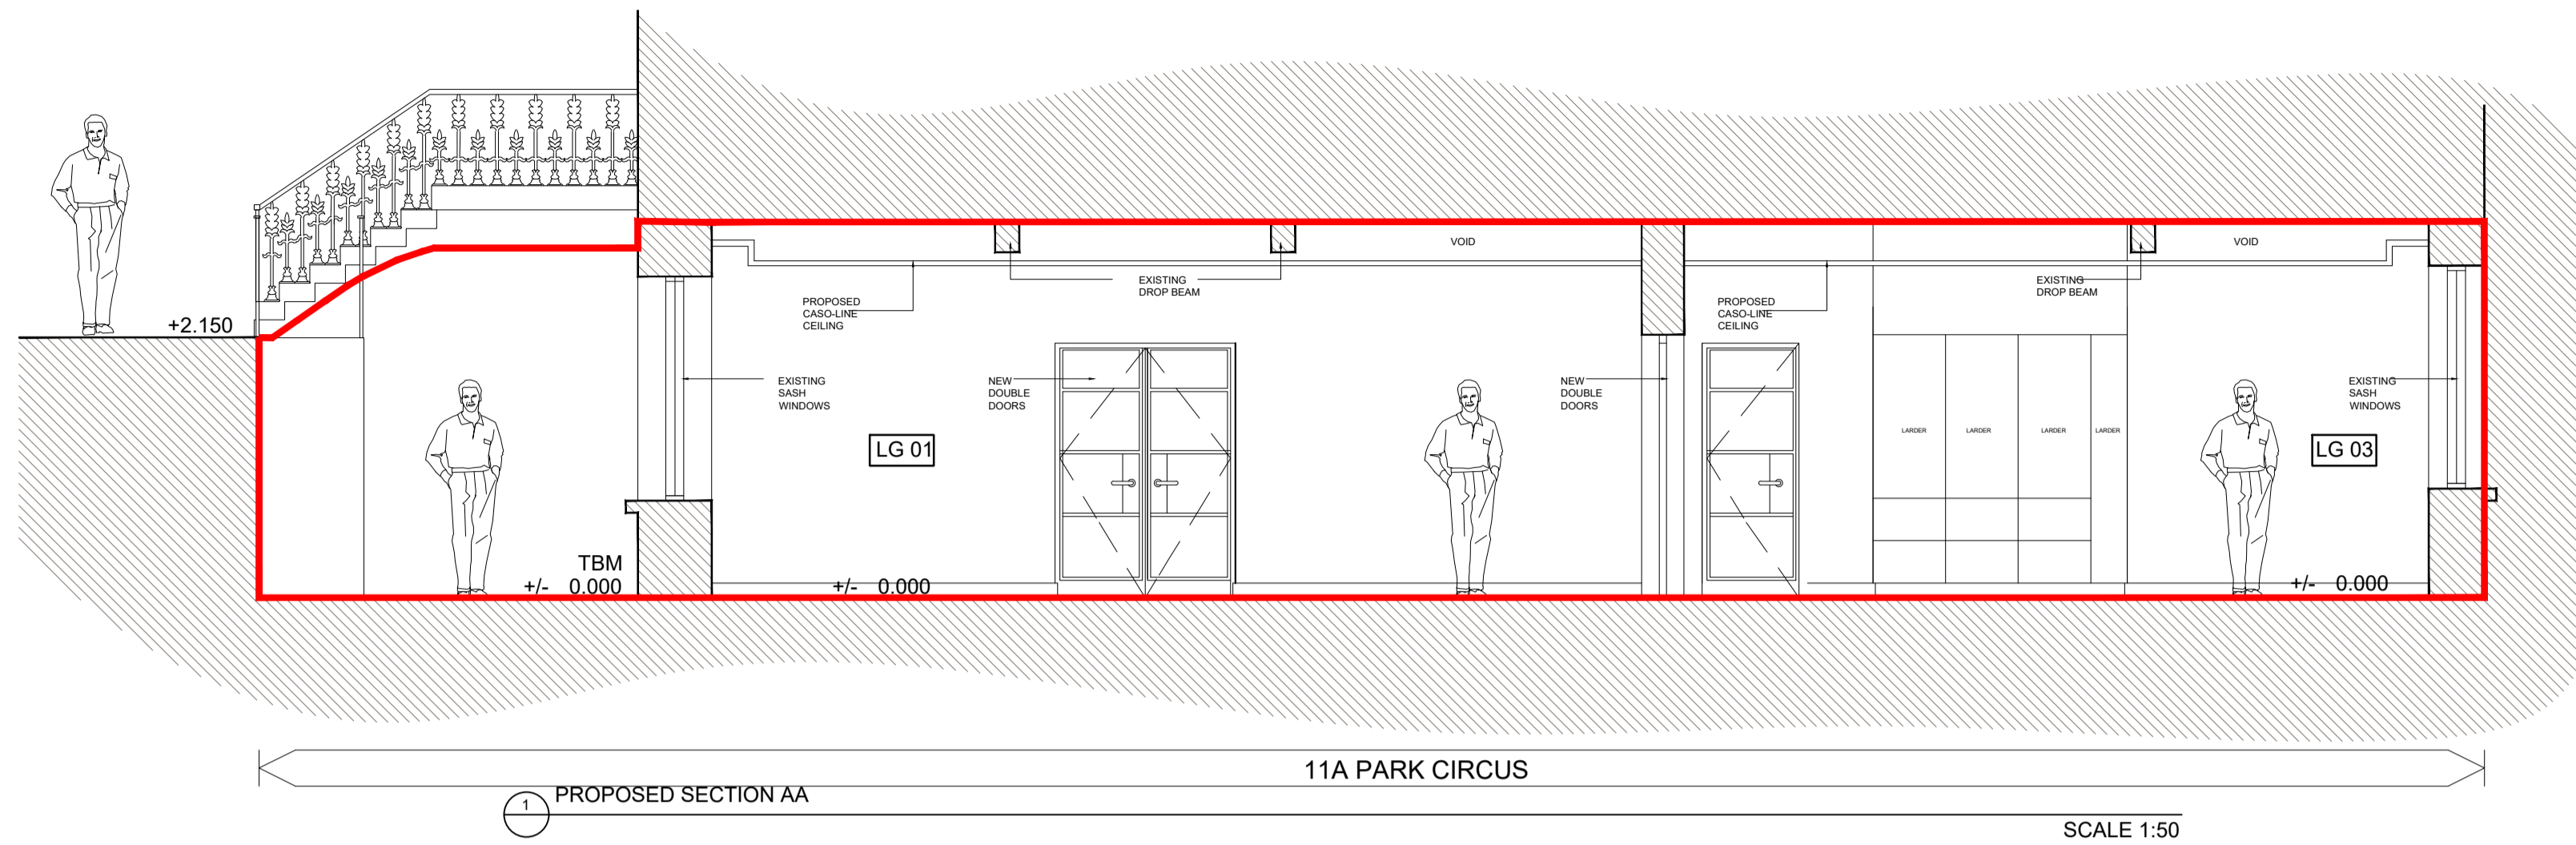 VOID
VOID
EXISTING
DROP BEAM
EXISTING
DROP BEAM
PROPOSED
CASO-LINE
CEILING
PROPOSED
CASO-LINE
CEILING
+2.150
EXISTING
SASH
WINDOWS
NEW
DOUBLE
DOORS
NEW
DOUBLE
DOORS
EXISTING
SASH
WINDOWS
LARDER
LARDER
LARDER
LARDER
LG 01
LG 03
TBM
+/- 0.000
+/- 0.000
+/- 0.000
11A PARK CIRCUS
1
PROPOSED SECTION AA
SCALE 1:50